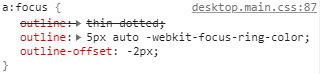 a:focus { desktop.main.css:87
outline:▶ thin dotted;
outline:▶ 5px auto -webkit-focus-ring-color;
outline-offset: -2px;
}